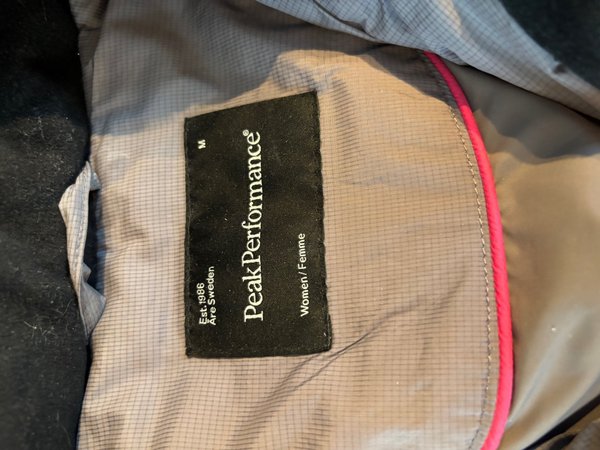 Est. 1986
Åre Sweden
M
PeakPerformance®
Women/Femme